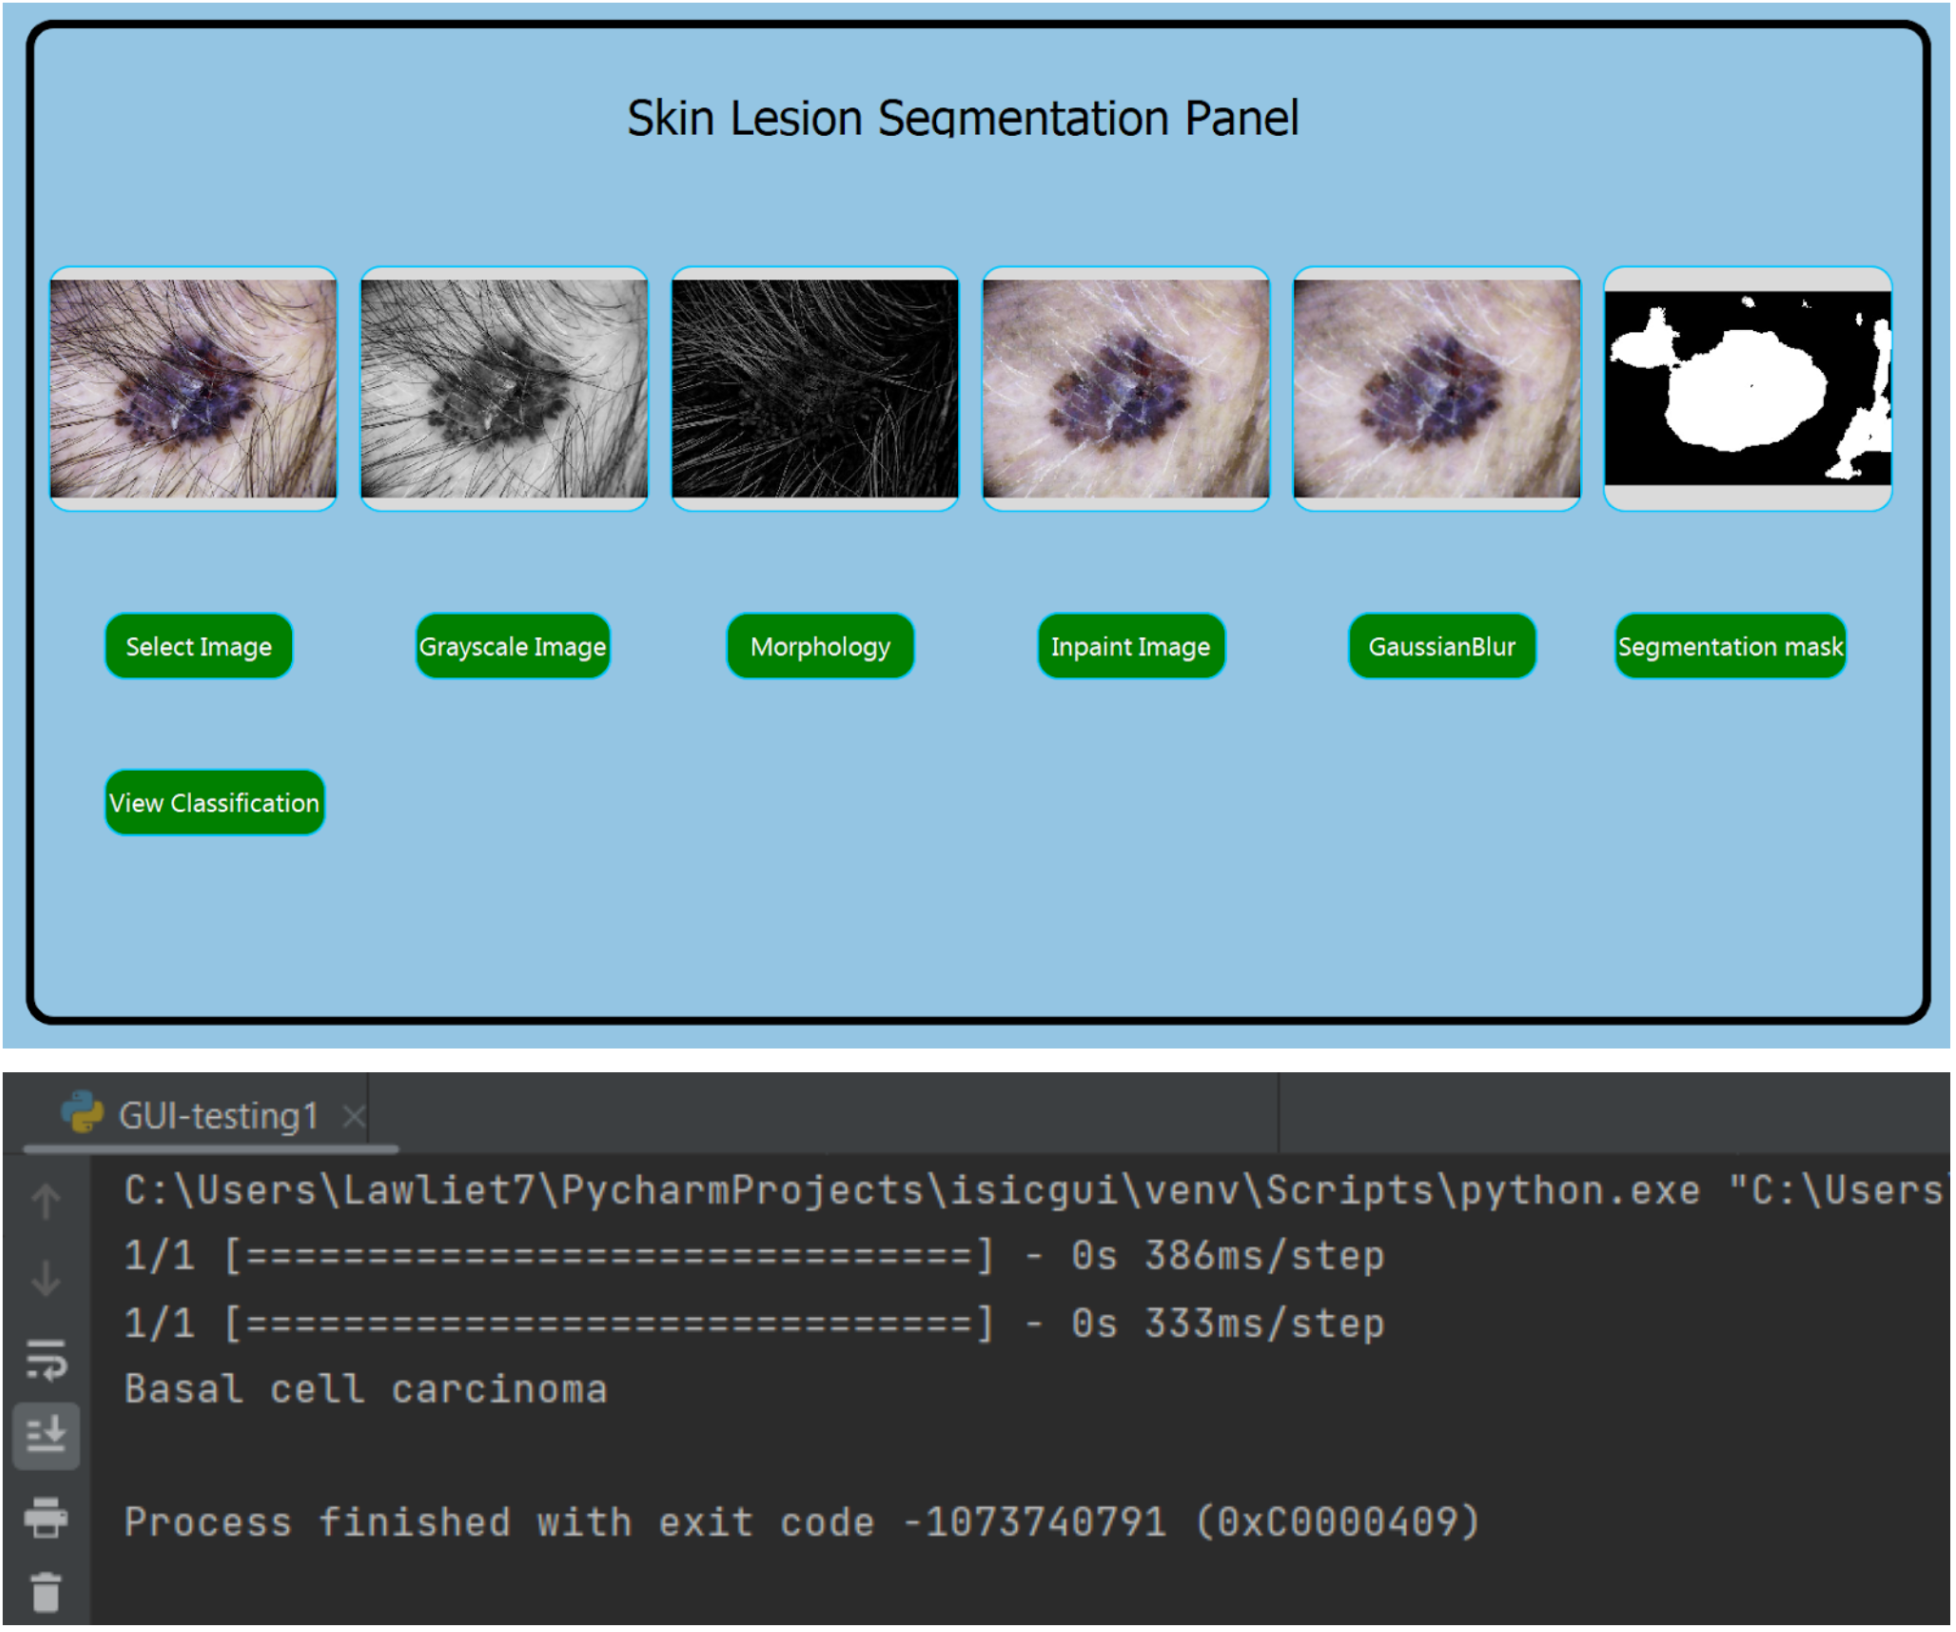 Skin Lesion Segmentation Panel
Select Image
Grayscale Image
Morphology
Inpaint Image
GaussianBlur
Segmentation mask
View Classification
GUI-testing1
C:\Users\Lawliet7\PycharmProjects\isicgui\venv\Scripts\python.exe "C:\Users\
1/1 [==============================] - 0s 386ms/step
1/1 [==============================] - 0s 333ms/step
Basal cell carcinoma
Process finished with exit code -1073740791 (0xC0000409)